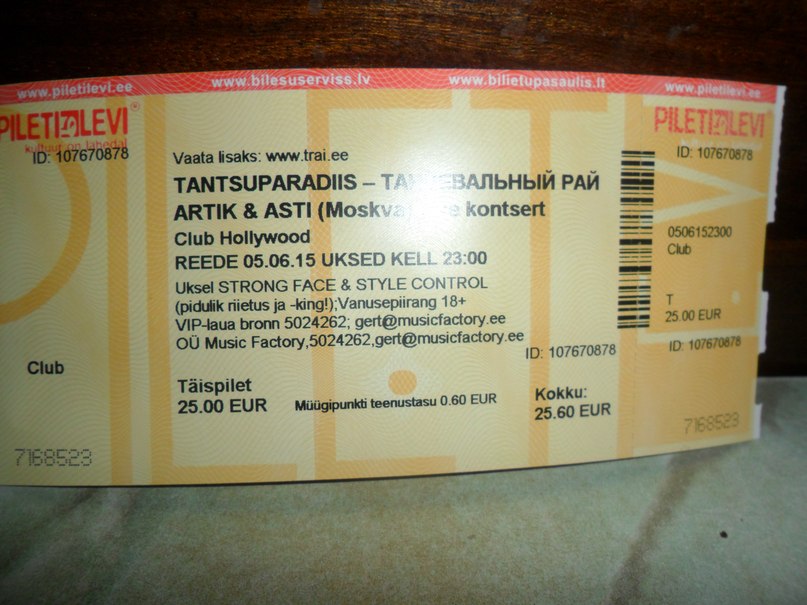 www.piletilevi.ee www.bilesuserviss.lv www.bilietupasaulis.lt www.piletilevi.ee
PILETILEVI
kultuur on lahedal
ID: 107670878
Club
7168523
Vaata lisaks: www.trai.ee
TANTSUPARADIIS – РАЙ
ARTIK & ASTI (Moskva) kontsert
Club Hollywood
REEDE 05.06.15 UKSED KELL 23:00
Uksel STRONG FACE & STYLE CONTROL
(pidulik riietus ja -king!);Vanusepiirang 18+
VIP-laua bronn 5024262; gert@musicfactory.ee
OÜ Music Factory,5024262,gert@musicfactory.ee
ID: 107670878
Täispilet
25.00 EUR
Müügipunkti teenustasu 0.60 EUR
Kokku:
25.60 EUR
PILETILEVI
ID: 107670878
0506152300
Club
T
25.00 EUR
ID: 107670878
7168523